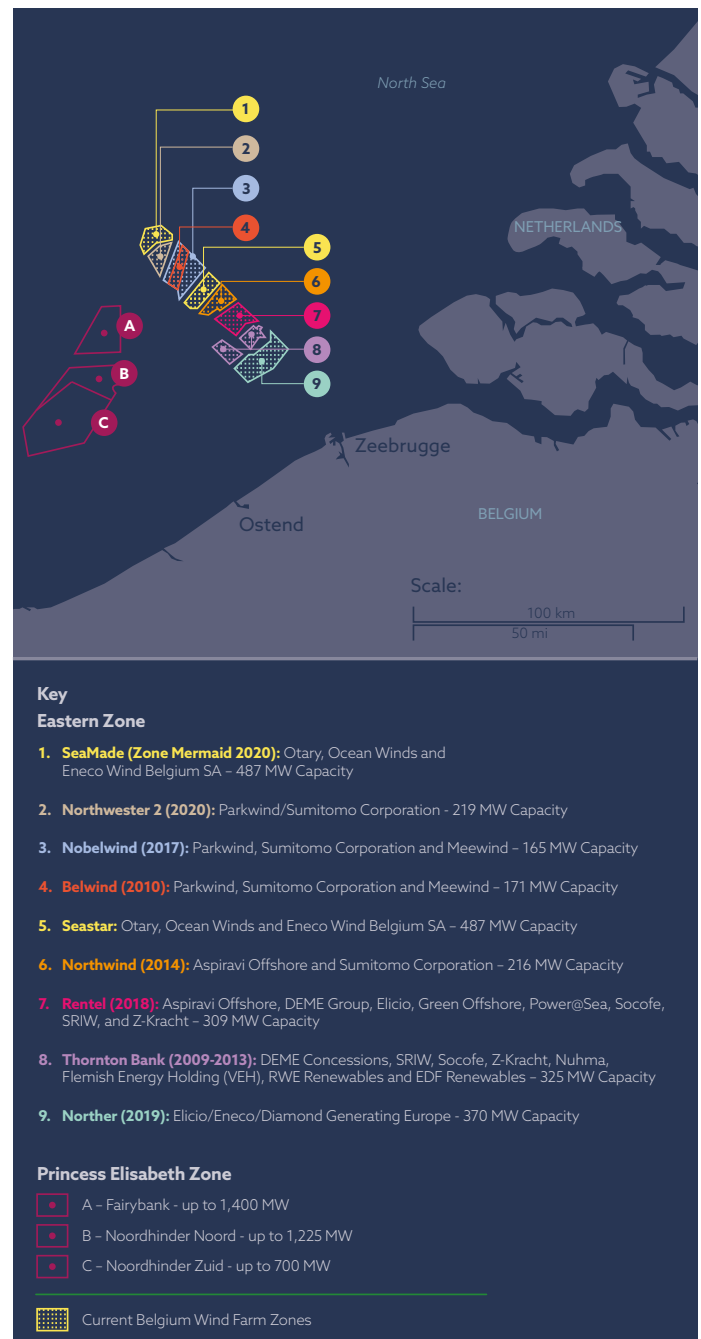 North Sea
1
2
3
4
NETHERLANDS
5
6
7
A
8
B
9
C
Zeebrugge
BELGIUM
Ostend
Scale:
100 km
50 mi
Key
Eastern Zone
1. SeaMade (Zone Mermaid 2020): Otary, Ocean Winds and
Eneco Wind Belgium SA – 487 MW Capacity
2. Northwester 2 (2020): Parkwind/Sumitomo Corporation - 219 MW Capacity
3. Nobelwind (2017): Parkwind, Sumitomo Corporation and Meewind – 165 MW Capacity
4. Belwind (2010): Parkwind, Sumitomo Corporation and Meewind – 171 MW Capacity
5. Seastar: Otary, Ocean Winds and Eneco Wind Belgium SA – 487 MW Capacity
6. Northwind (2014): Aspiravi Offshore and Sumitomo Corporation – 216 MW Capacity
7. Rentel (2018): Aspiravi Offshore, DEME Group, Elicio, Green Offshore, Power@Sea, Socofe,
SRIW, and Z-Kracht – 309 MW Capacity
8. Thornton Bank (2009-2013): DEME Concessions, SRIW, Socofe, Z-Kracht, Nuhma,
Flemish Energy Holding (VEH), RWE Renewables and EDF Renewables – 325 MW Capacity
9. Norther (2019): Elicio/Eneco/Diamond Generating Europe - 370 MW Capacity
Princess Elisabeth Zone
A – Fairybank - up to 1,400 MW
B – Noordhinder Noord - up to 1,225 MW
C – Noordhinder Zuid - up to 700 MW
Current Belgium Wind Farm Zones